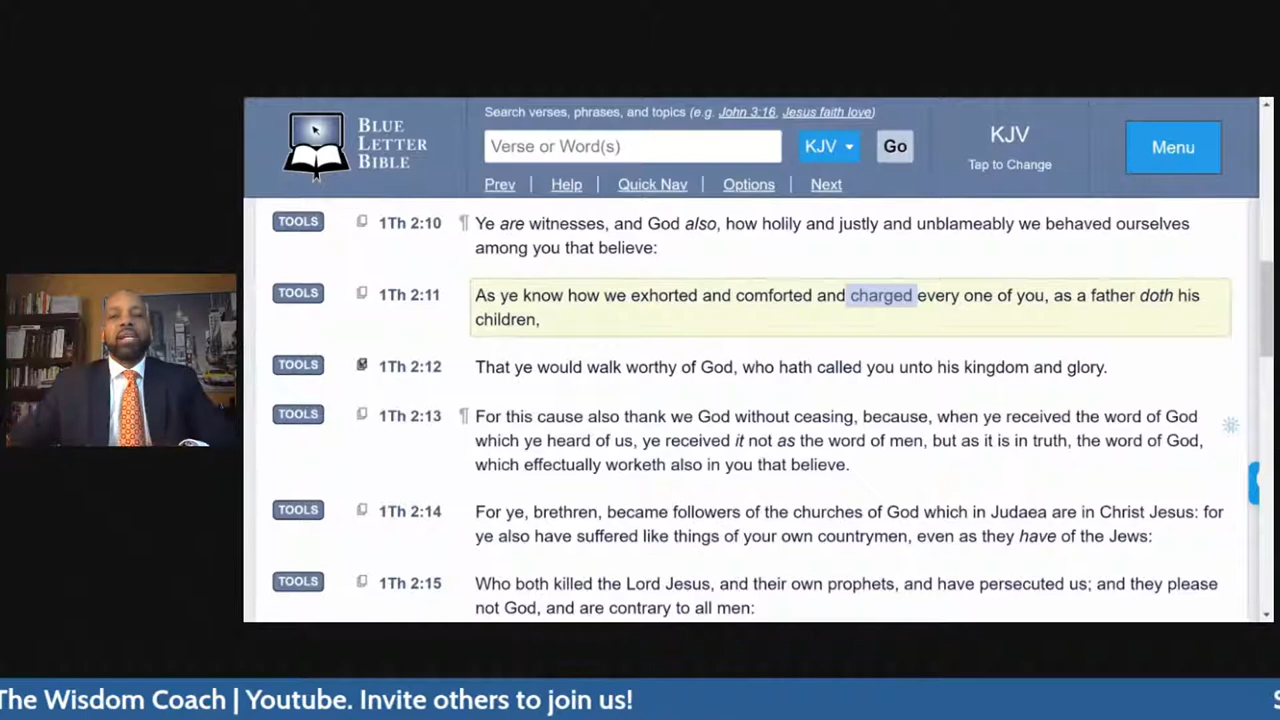 Search verses, phrases, and topics (e.g. John 3:16, Jesus faith love)
BLUE
LETTER
BIBLE
Verse or Word(s)
KJV
Go
KJV
Tap to Change
Menu
Prev | Help | Quick Nav | Options | Next
TOOLS 1Th 2:10 ¶ Ye are witnesses, and God also, how holily and justly and unblameably we behaved ourselves
among you that believe:
TOOLS 1Th 2:11 As ye know how we exhorted and comforted and charged every one of you, as a father doth his
children,
TOOLS 1Th 2:12 That ye would walk worthy of God, who hath called you unto his kingdom and glory.
TOOLS 1Th 2:13 ¶ For this cause also thank we God without ceasing, because, when ye received the word of God
which ye heard of us, ye received it not as the word of men, but as it is in truth, the word of God,
which effectually worketh also in you that believe.
TOOLS 1Th 2:14 For ye, brethren, became followers of the churches of God which in Judaea are in Christ Jesus: for
ye also have suffered like things of your own countrymen, even as they have of the Jews:
TOOLS 1Th 2:15 Who both killed the Lord Jesus, and their own prophets, and have persecuted us; and they please
not God, and are contrary to all men:
The Wisdom Coach | Youtube. Invite others to join us!